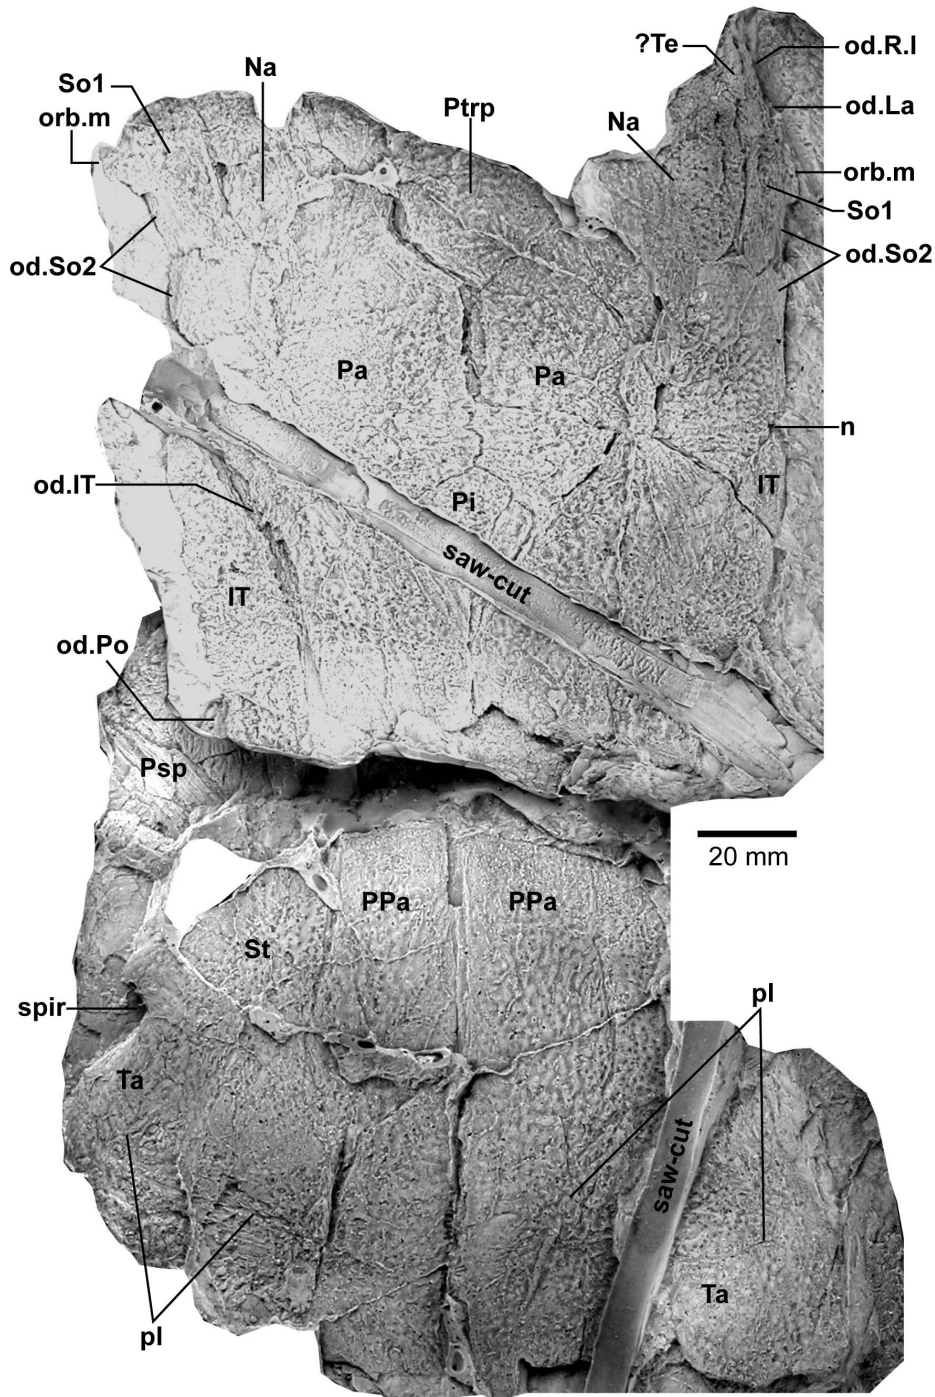 ?Te
od.R.I
So1
Na
od.La
orb.m
Ptrp
Na
orb.m
So1
od.So2
od.So2
Pa
Pa
n
od.IT
Pi
IT
saw-cut
IT
od.Po
Psp
20 mm
PPa
PPa
St
spir
pl
Ta
saw-cut
Ta
pl